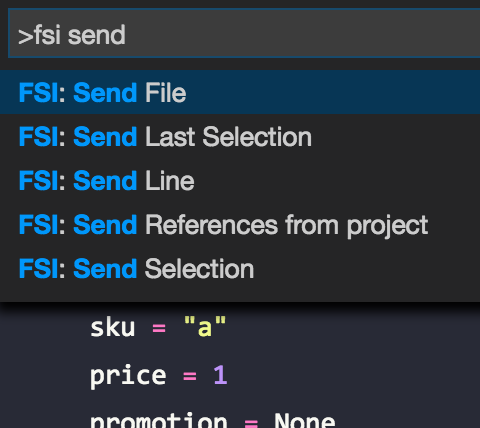 >fsi send
FSI: Send File
FSI: Send Last Selection
FSI: Send Line
FSI: Send References from project
FSI: Send Selection
sku = "a"
price = 1
promotion = None